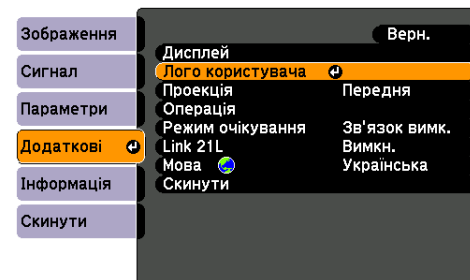 Зображення
Сигнал
Параметри
Додаткові
Інформація
Скинути
Верн.
Дисплей
Лого користувача
Проекція Передня
Операція
Режим очікування Зв'язок вимк.
Link 21L Вимкн.
Мова Українська
Скинути